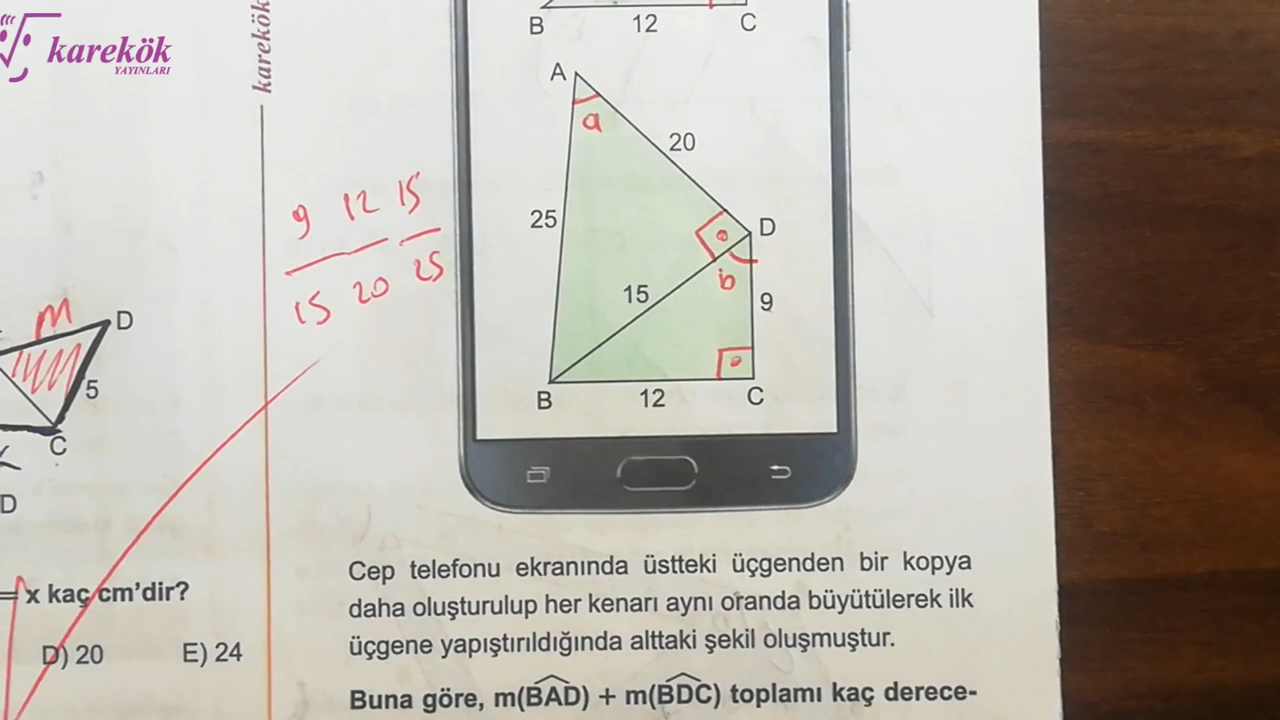 karekök
YAYINLARI
karekök
B 12 C
A
a
20
25
D
b
15
9
B 12 C
9 12 15
15 20 25
m D
5
C
D
x kaç cm'dir?
D) 20 E) 24
Cep telefonu ekranında üstteki üçgenden bir kopya
daha oluşturulup her kenarı aynı oranda büyütülerek ilk
üçgene yapıştırıldığında alttaki şekil oluşmuştur.
Buna göre, m(BAD) + m(BDC) toplamı kaç derece-